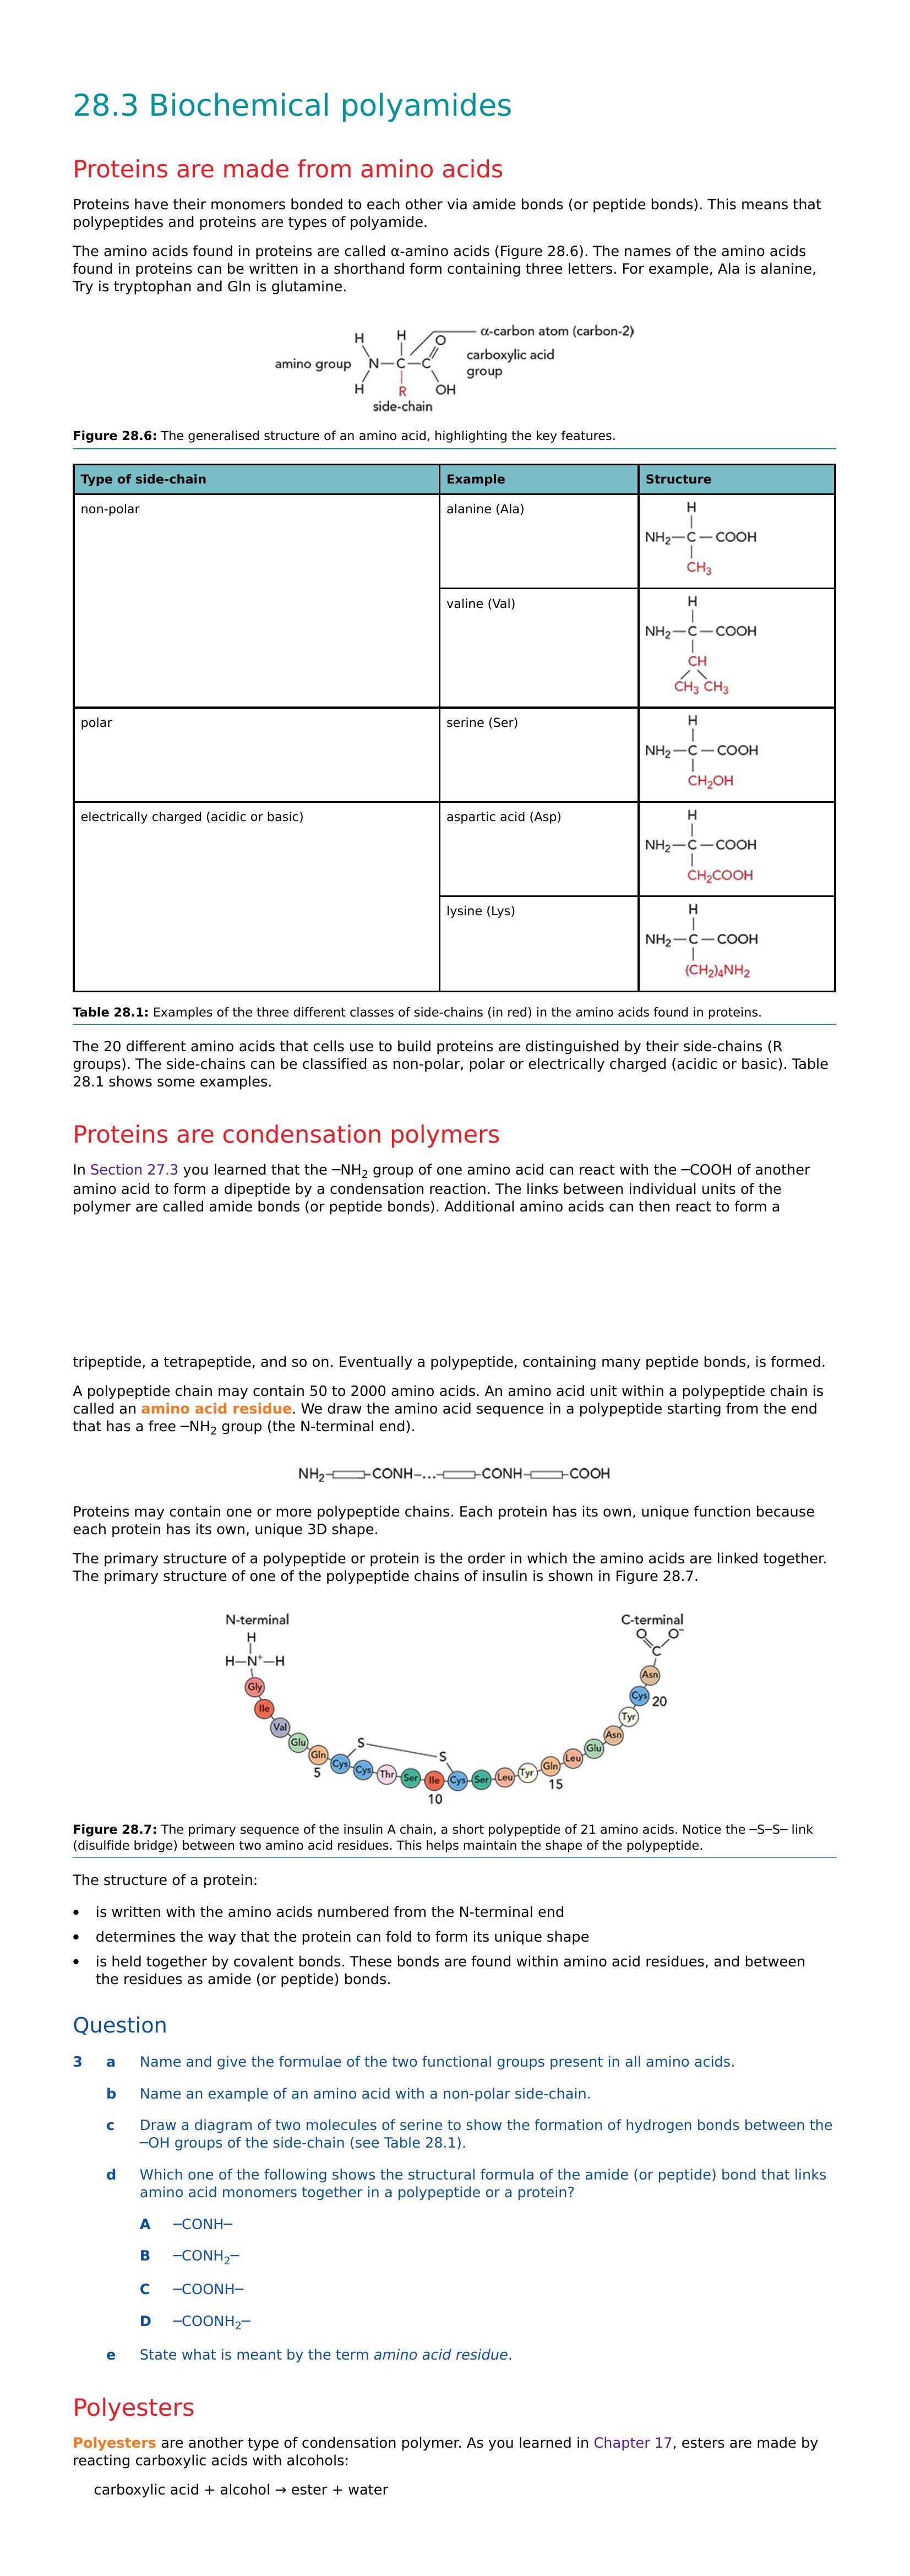 28.3 Biochemical polyamides
Proteins are made from amino acids
Proteins have their monomers bonded to each other via amide bonds (or peptide bonds). This means that
polypeptides and proteins are types of polyamide.
The amino acids found in proteins are called α-amino acids (Figure 28.6). The names of the amino acids
found in proteins can be written in a shorthand form containing three letters. For example, Ala is alanine,
Try is tryptophan and Gln is glutamine.
H H O α-carbon atom (carbon-2)
amino group N—C—C carboxylic acid
group
H R OH
side-chain
Figure 28.6: The generalised structure of an amino acid, highlighting the key features.
Type of side-chain Example Structure
non-polar alanine (Ala) H
NH₂—C—COOH
CH₃
valine (Val) H
NH₂—C—COOH
CH
CH₃ CH₃
polar serine (Ser) H
NH₂—C—COOH
CH₂OH
electrically charged (acidic or basic) aspartic acid (Asp) H
NH₂—C—COOH
CH₂COOH
lysine (Lys) H
NH₂—C—COOH
(CH₂)₄NH₂
Table 28.1: Examples of the three different classes of side-chains (in red) in the amino acids found in proteins.
The 20 different amino acids that cells use to build proteins are distinguished by their side-chains (R
groups). The side-chains can be classified as non-polar, polar or electrically charged (acidic or basic). Table
28.1 shows some examples.
Proteins are condensation polymers
In Section 27.3 you learned that the −NH₂ group of one amino acid can react with the −COOH of another
amino acid to form a dipeptide by a condensation reaction. The links between individual units of the
polymer are called amide bonds (or peptide bonds). Additional amino acids can then react to form a
tripeptide, a tetrapeptide, and so on. Eventually a polypeptide, containing many peptide bonds, is formed.
A polypeptide chain may contain 50 to 2000 amino acids. An amino acid unit within a polypeptide chain is
called an amino acid residue. We draw the amino acid sequence in a polypeptide starting from the end
that has a free −NH₂ group (the N-terminal end).
NH₂–CONH–...–CONH–COOH
Proteins may contain one or more polypeptide chains. Each protein has its own, unique function because
each protein has its own, unique 3D shape.
The primary structure of a polypeptide or protein is the order in which the amino acids are linked together.
The primary structure of one of the polypeptide chains of insulin is shown in Figure 28.7.
N-terminal C-terminal
H O O⁻
H—N⁺—H C
Gly Ile Val Glu Gln Cys Cys Thr Ser Ile Cys Ser Leu Tyr Gln Leu Glu Asn Tyr Cys Asn
S S
5 10 15 20
Figure 28.7: The primary sequence of the insulin A chain, a short polypeptide of 21 amino acids. Notice the −S−S− link
(disulfide bridge) between two amino acid residues. This helps maintain the shape of the polypeptide.
The structure of a protein:
• is written with the amino acids numbered from the N-terminal end
• determines the way that the protein can fold to form its unique shape
• is held together by covalent bonds. These bonds are found within amino acid residues, and between
the residues as amide (or peptide) bonds.
Question
3 a Name and give the formulae of the two functional groups present in all amino acids.
b Name an example of an amino acid with a non-polar side-chain.
c Draw a diagram of two molecules of serine to show the formation of hydrogen bonds between the
−OH groups of the side-chain (see Table 28.1).
d Which one of the following shows the structural formula of the amide (or peptide) bond that links
amino acid monomers together in a polypeptide or a protein?
A −CONH−
B −CONH₂−
C −COONH−
D −COONH₂−
e State what is meant by the term amino acid residue.
Polyesters
Polyesters are another type of condensation polymer. As you learned in Chapter 17, esters are made by
reacting carboxylic acids with alcohols:
carboxylic acid + alcohol → ester + water